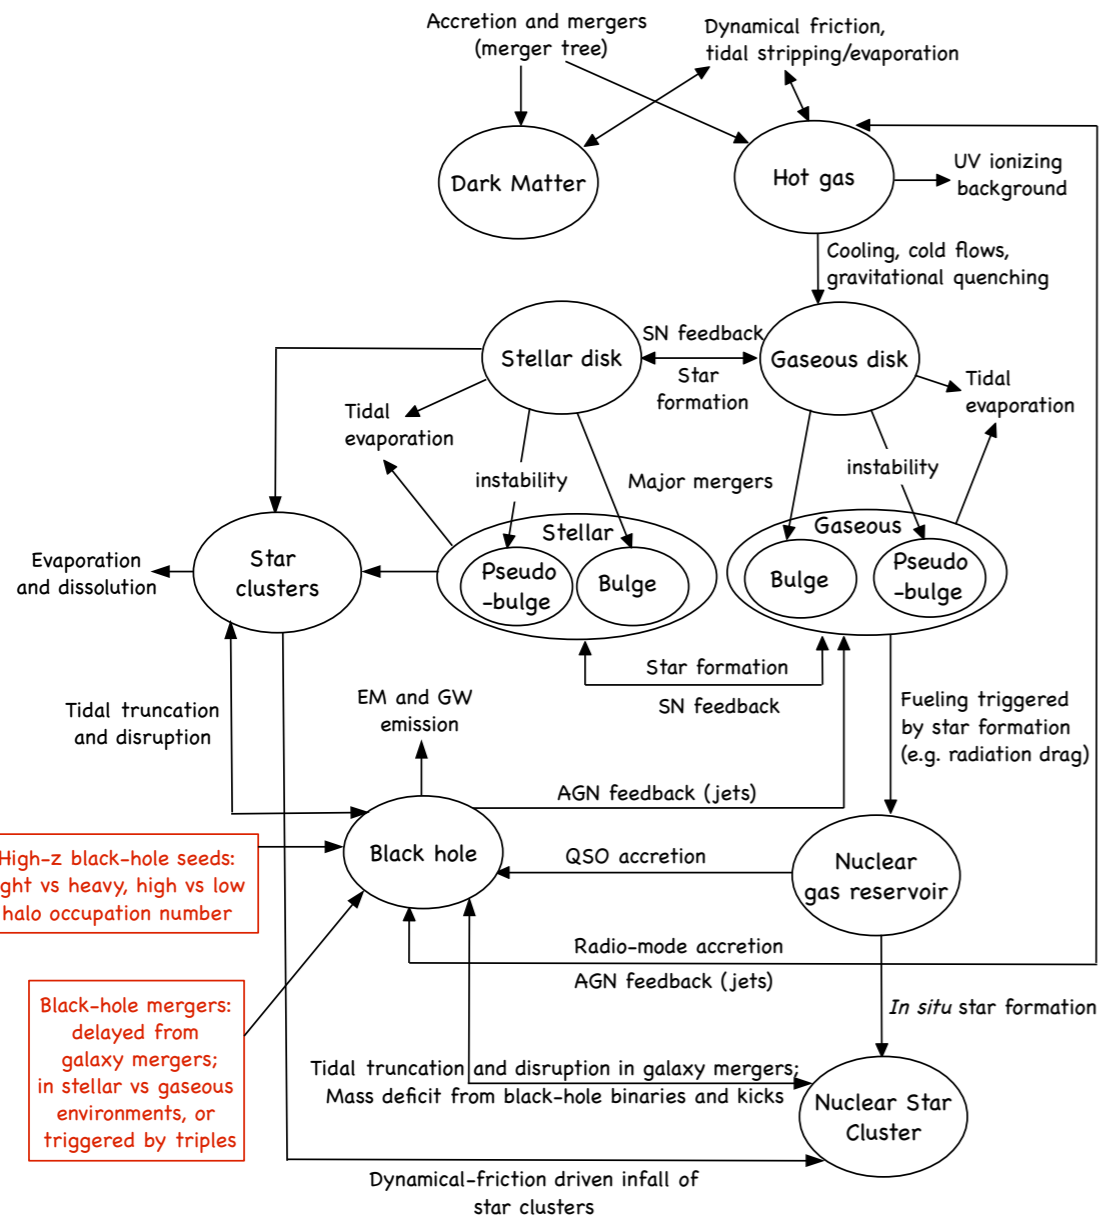 Accretion and mergers
(merger tree)
Dynamical friction,
tidal stripping/evaporation
Dark Matter
Hot gas
UV ionizing
background
Cooling, cold flows,
gravitational quenching
Stellar disk
SN feedback
Star
formation
Gaseous disk
Tidal
evaporation
Tidal
evaporation
instability
Major mergers
instability
Stellar
Pseudo
-bulge
Bulge
Gaseous
Bulge
Pseudo
-bulge
Evaporation
and dissolution
Star
clusters
Star formation
SN feedback
Tidal truncation
and disruption
EM and GW
emission
Fueling triggered
by star formation
(e.g. radiation drag)
AGN feedback (jets)
Black hole
QSO accretion
Nuclear
gas reservoir
High-z black-hole seeds:
ght vs heavy, high vs low
halo occupation number
Radio-mode accretion
AGN feedback (jets)
In situ star formation
Black-hole mergers:
delayed from
galaxy mergers;
in stellar vs gaseous
environments, or
triggered by triples
Tidal truncation and disruption in galaxy mergers;
Mass deficit from black-hole binaries and kicks
Nuclear Star
Cluster
Dynamical-friction driven infall of
star clusters